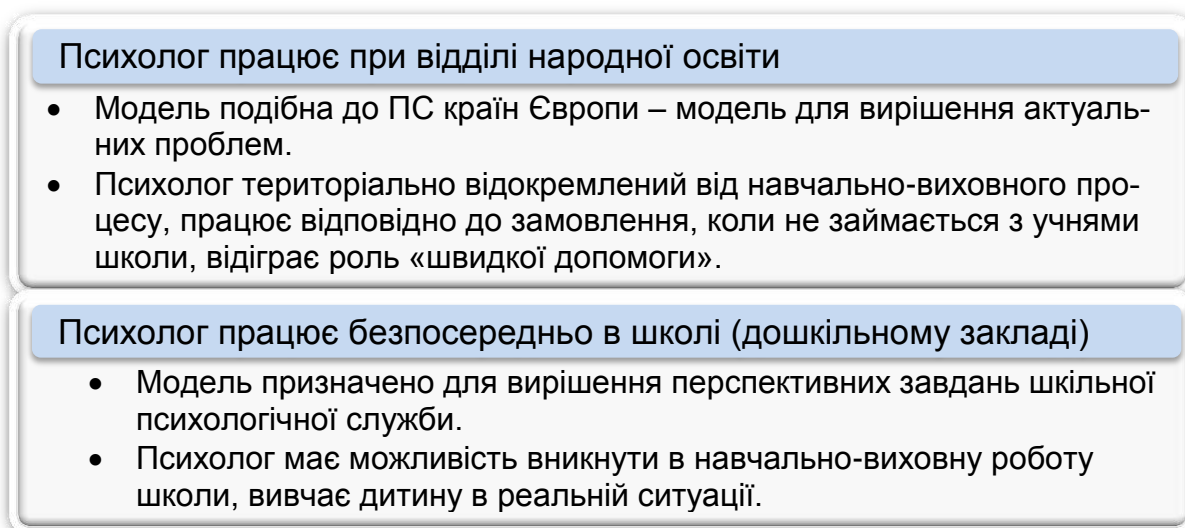 Психолог працює при відділі народної освіти
• Модель подібна до ПС країн Європи – модель для вирішення актуаль-
них проблем.
• Психолог територіально відокремлений від навчально-виховного про-
цесу, працює відповідно до замовлення, коли не займається з учнями
школи, відіграє роль «швидкої допомоги».
Психолог працює безпосередньо в школі (дошкільному закладі)
• Модель призначено для вирішення перспективних завдань шкільної
психологічної служби.
• Психолог має можливість вникнути в навчально-виховну роботу
школи, вивчає дитину в реальній ситуації.